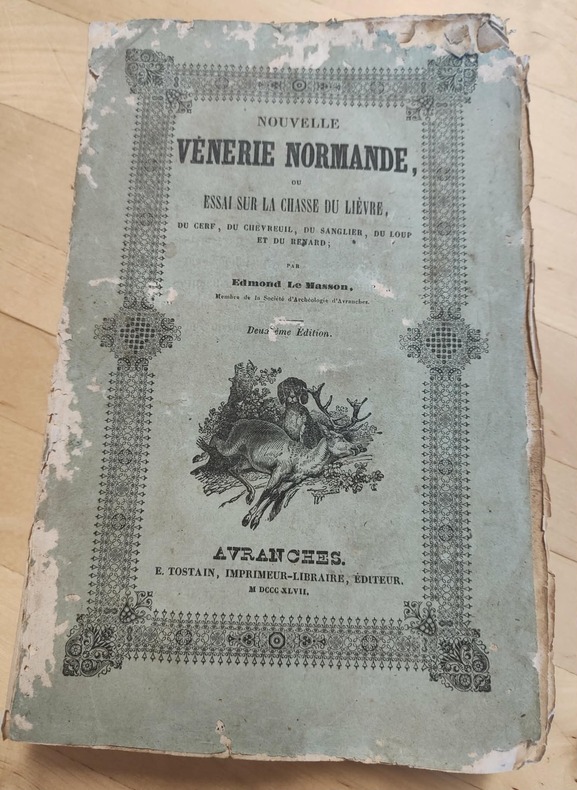 NOUVELLE
VÈNERIE NORMANDE,
OU
ESSAI SUR LA CHASSE DU LIÈVRE,
DU CERF, DU CHEVREUIL, DU SANGLIER, DU LOUP
ET DU RENARD;
PAR
Edmond Le Masson,
Membre de la Société d'Archéologie d'Avranches.
Deuxième Édition.
AVRANCHES.
E. TOSTAIN, IMPRIMEUR-LIBRAIRE, ÉDITEUR.
M DCCC XLVII.